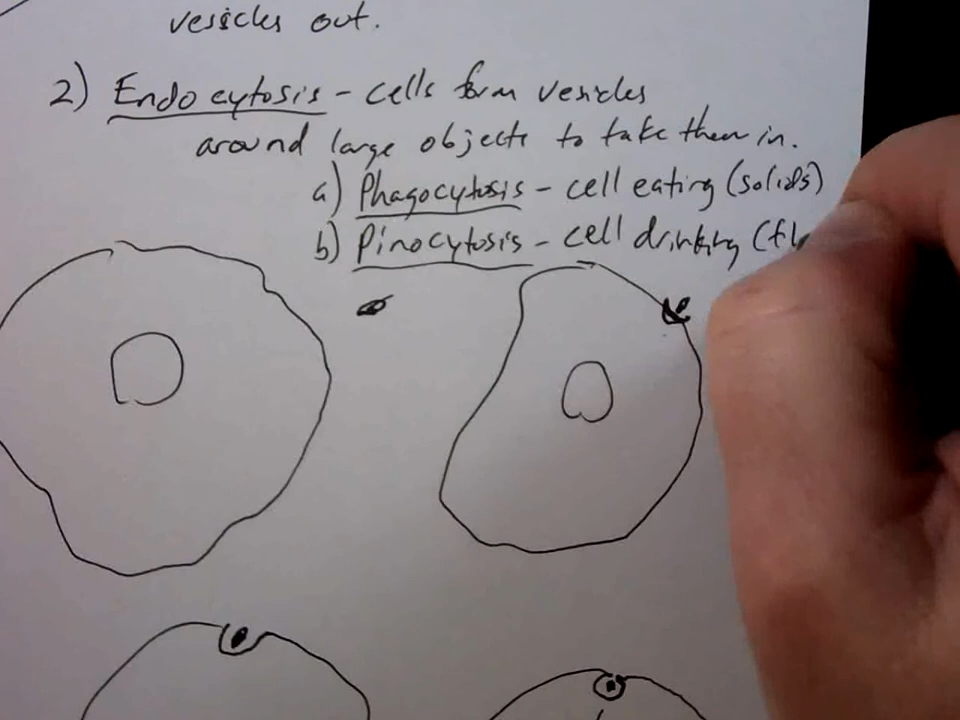 vesicles out.
2) Endocytosis - cells form vesicles
around large objects to take them in.
a) Phagocytosis - cell eating (solids)
b) Pinocytosis - cell drinking